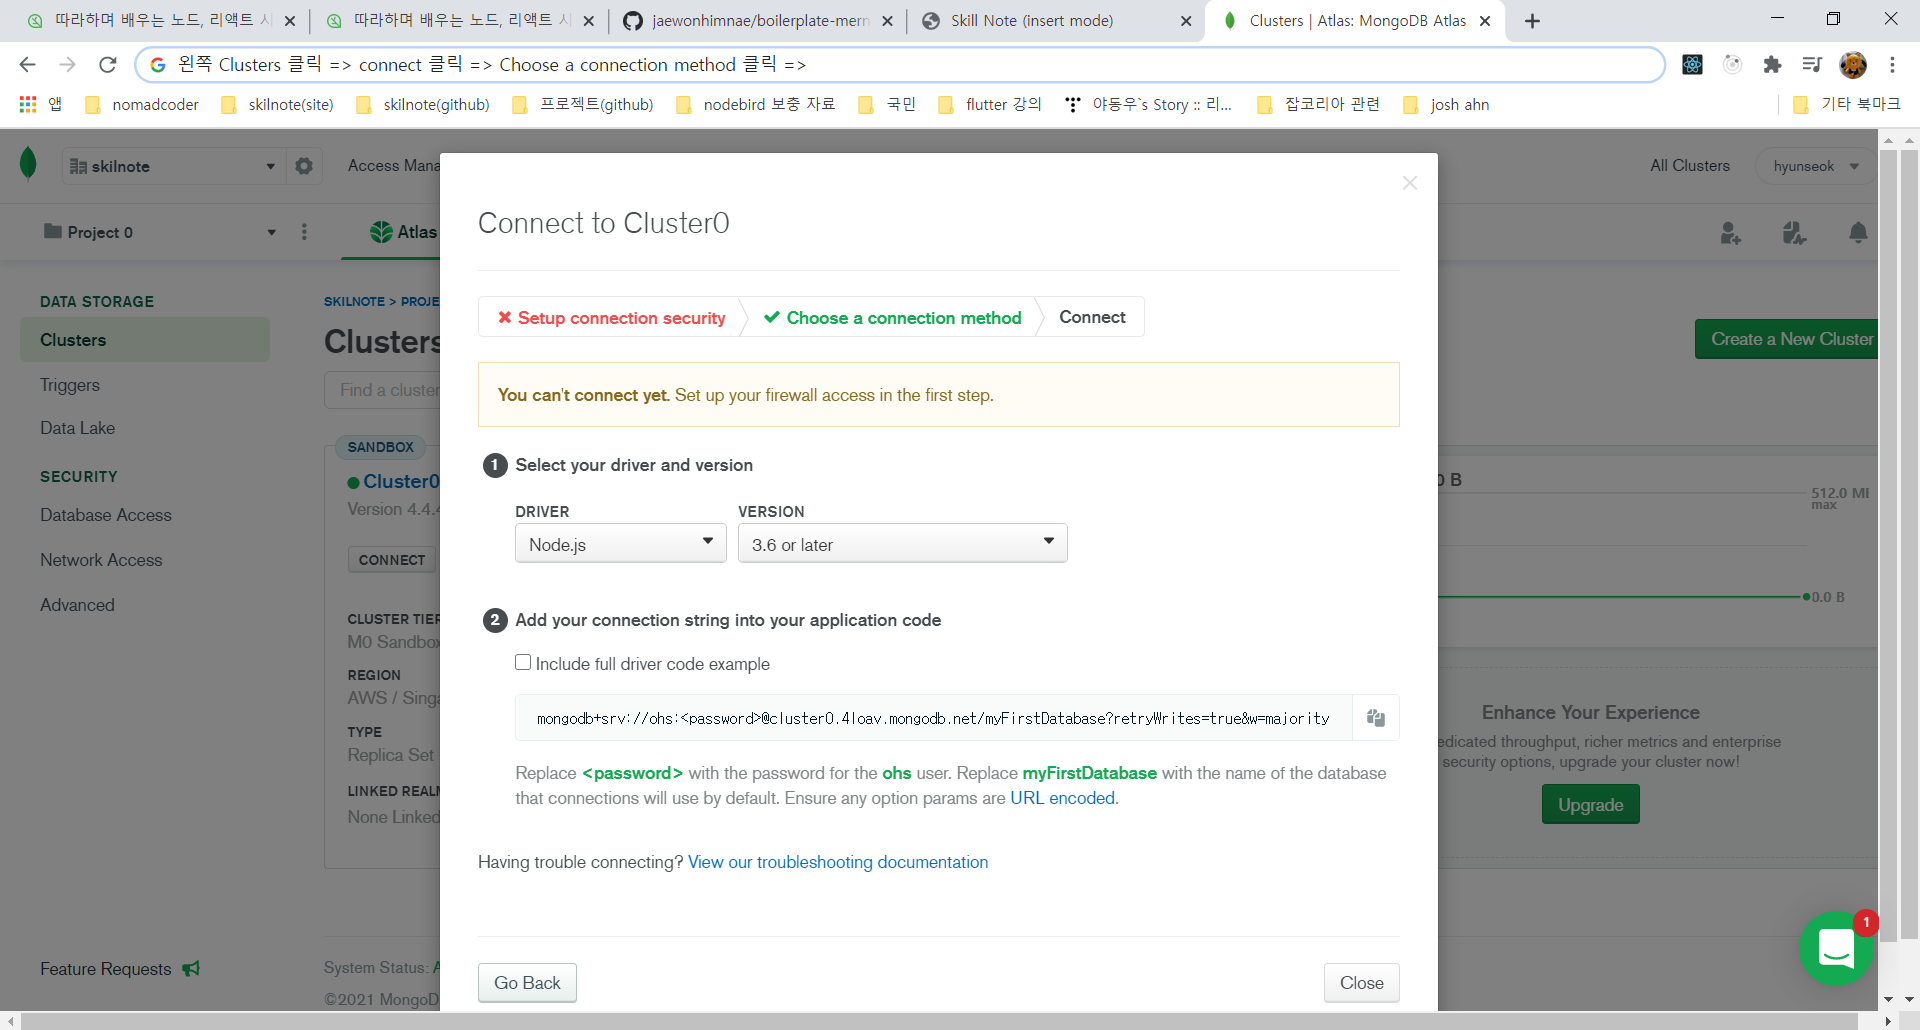 따라하며 배우는 노드, 리액트 시
따라하며 배우는 노드, 리액트 시
jaewonhimnae/boilerplate-mern
Skill Note (insert mode)
Clusters | Atlas: MongoDB Atlas
왼쪽 Clusters 클릭 => connect 클릭 => Choose a connection method 클릭 =>
앱
nomadcoder
skilnote(site)
skilnote(github)
프로젝트(github)
nodebird 보충 자료
국민
flutter 강의
야동우`s Story :: 리...
잡코리아 관련
josh ahn
기타 북마크
skilnote
Access Mana
All Clusters
hyunseok
Project 0
Atlas
DATA STORAGE
Clusters
Triggers
Data Lake
SECURITY
Database Access
Network Access
Advanced
Feature Requests
SKILNOTE > PROJE
Clusters
Find a cluster
SANDBOX
Cluster0
Version 4.4.4
CONNECT
CLUSTER TIER
M0 Sandbox
REGION
AWS / Singa
TYPE
Replica Set -
LINKED REALM
None Linked
System Status: A
©2021 MongoD
Connect to Cluster0
Setup connection security
Choose a connection method
Connect
You can't connect yet. Set up your firewall access in the first step.
1 Select your driver and version
DRIVER
VERSION
Node.js
3.6 or later
2 Add your connection string into your application code
Include full driver code example
mongodb+srv://ohs:<password>@cluster0.4loav.mongodb.net/myFirstDatabase?retryWrites=true&w=majority
Replace <password> with the password for the ohs user. Replace myFirstDatabase with the name of the database
that connections will use by default. Ensure any option params are URL encoded.
Having trouble connecting? View our troubleshooting documentation
Go Back
Close
Create a New Cluster
0 B
512.0 MB
max
0.0 B
Enhance Your Experience
edicated throughput, richer metrics and enterprise
security options, upgrade your cluster now!
Upgrade
1